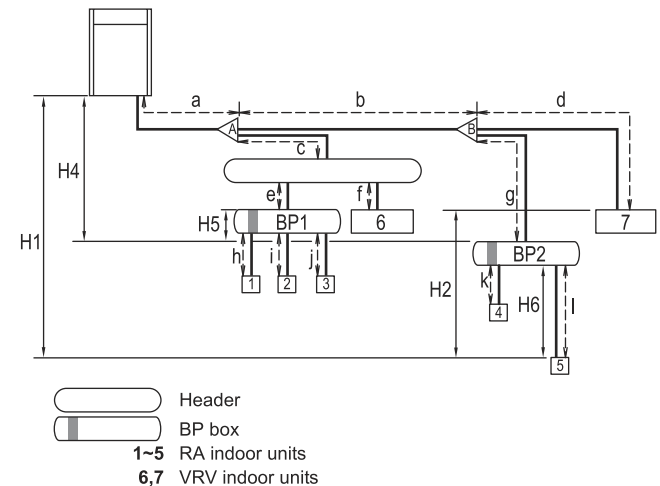 a
b
d
A
B
c
H4
e
f
g
H5
BP1
6
7
H1
h
i
j
BP2
H2
k
H6
l
1
2
3
4
5
Header
BP box
1~5 RA indoor units
6,7 VRV indoor units